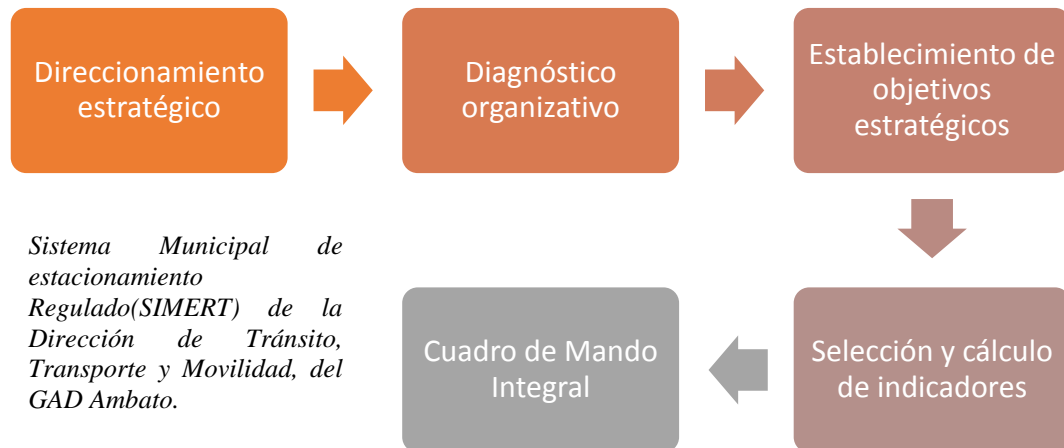 Direccionamiento
estratégico
Diagnóstico
organizativo
Establecimiento de
objetivos
estratégicos
Selección y cálculo
de indicadores
Cuadro de Mando
Integral
Sistema Municipal de
estacionamiento
Regulado(SIMERT) de la
Dirección de Tránsito,
Transporte y Movilidad, del
GAD Ambato.